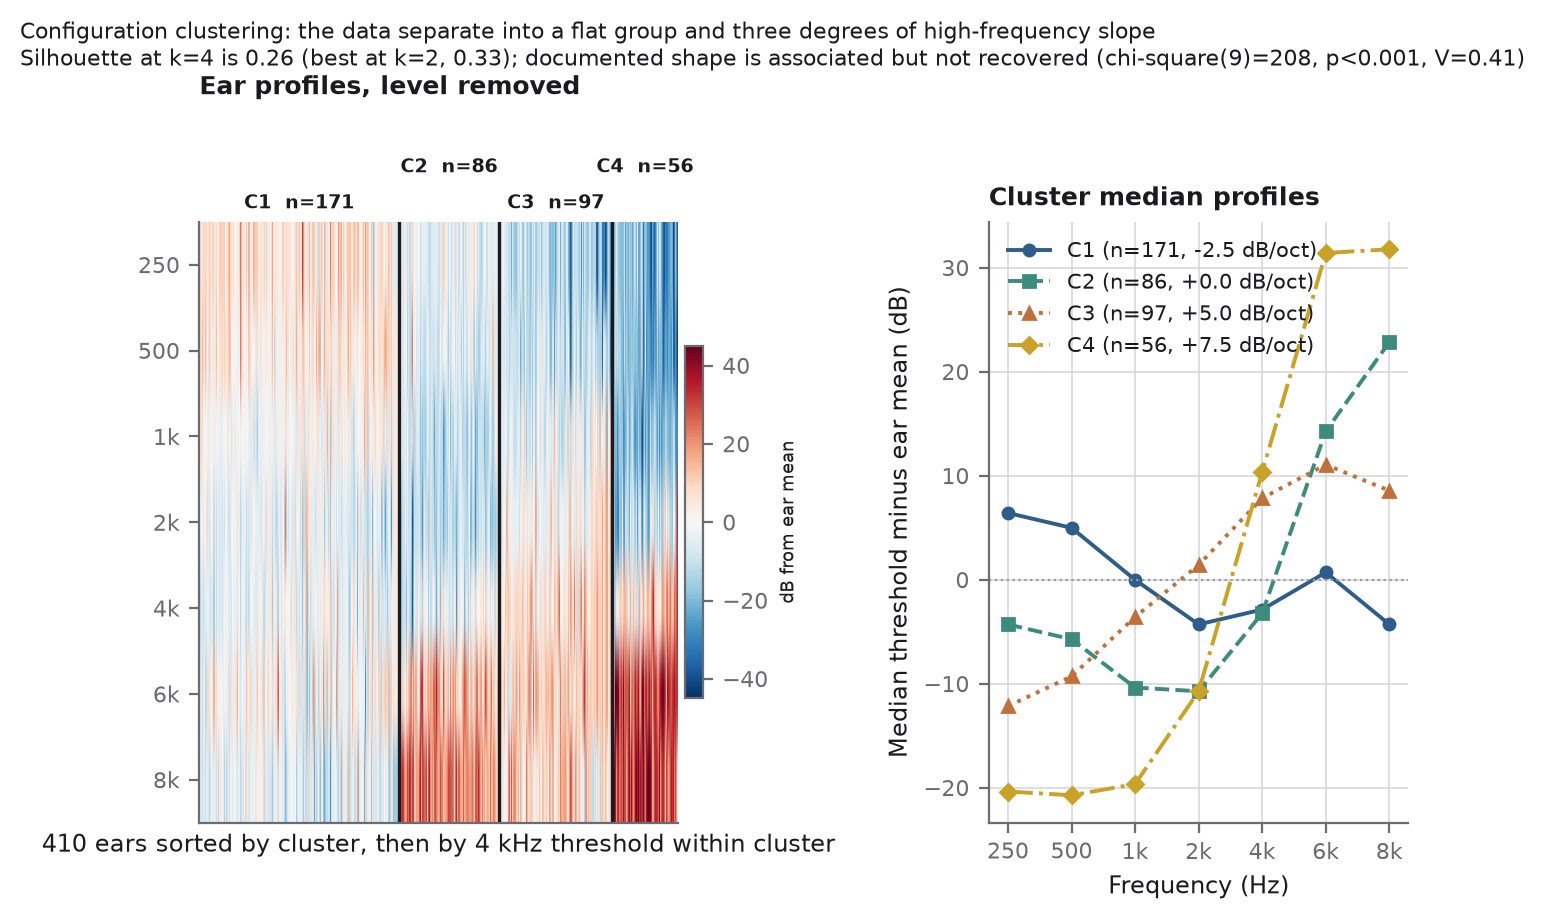 Configuration clustering: the data separate into a flat group and three degrees of high-frequency slope
Silhouette at k=4 is 0.26 (best at k=2, 0.33); documented shape is associated but not recovered (chi-square(9)=208, p<0.001, V=0.41)
Ear profiles, level removed
C2 n=86 C4 n=56
C1 n=171 C3 n=97
250
500
1k
2k
4k
6k
8k
410 ears sorted by cluster, then by 4 kHz threshold within cluster
40
20
0
−20
−40
dB from ear mean
Cluster median profiles
C1 (n=171, -2.5 dB/oct)
C2 (n=86, +0.0 dB/oct)
C3 (n=97, +5.0 dB/oct)
C4 (n=56, +7.5 dB/oct)
Median threshold minus ear mean (dB)
30
20
10
0
−10
−20
250 500 1k 2k 4k 6k 8k
Frequency (Hz)